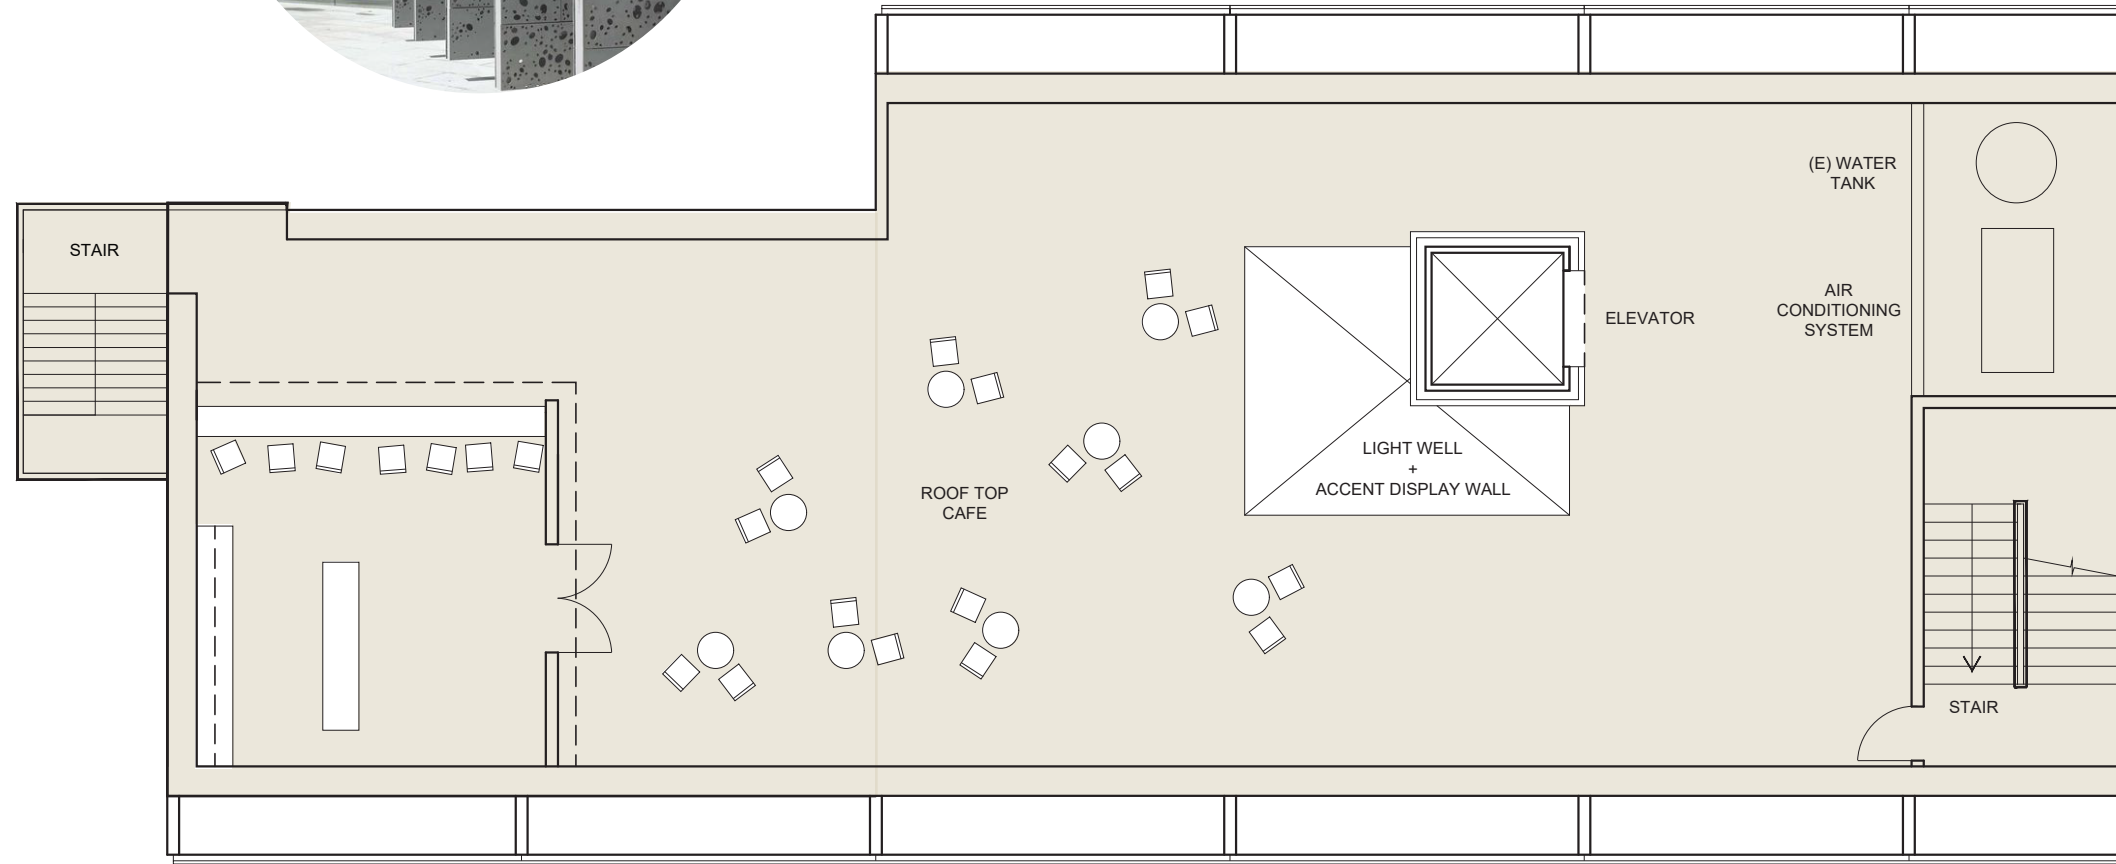 (E) WATER
TANK
STAIR
AIR
CONDITIONING
SYSTEM
ELEVATOR
LIGHT WELL
+
ACCENT DISPLAY WALL
ROOF TOP
CAFE
STAIR